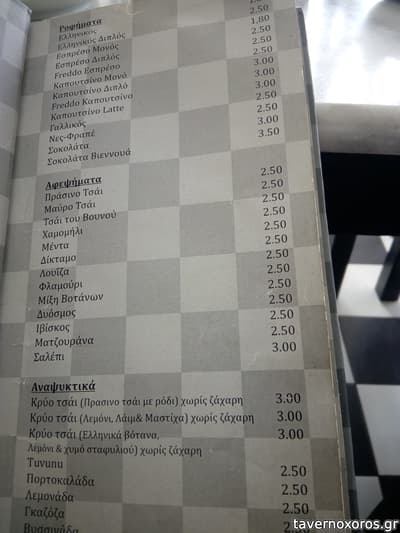 Ροφήματα
Ελληνικός
Ελληνικός Διπλός 2.50
Εσπρέσο Μονός 1.80
Εσπρέσο Διπλός 2.50
Freddo Εσπρέσο 2.50
Καπουτσίνο Μονό 2.50
Καπουτσίνο Διπλό 3.00
Freddo Καπουτσίνο 3.00
Καπουτσίνο Latte 3.00
Γαλλικός 2.50
Νες-Φραπέ 2.50
Σοκολάτα 3.00
Σοκολάτα Βιεννουά 3.50
Αφεψήματα
Πράσινο Τσάι 2.50
Μαύρο Τσάι 2.50
Τσάι του Βουνού 2.50
Χαμομήλι 2.50
Μέντα 2.50
Δίκταμο 2.50
Λουίζα 2.50
Φλαμούρι 2.50
Μίξη Βοτάνων 2.50
Δυόσμος 2.50
Ιβίσκος 2.50
Ματζουράνα 2.50
Σαλέπι 3.00
Αναψυκτικά
Κρύο τσάι (Πρασινο τσάι με ρόδι) χωρίς ζάχαρη 3.00
Κρύο τσάι (Λεμόνι, Λάιμ& Μαστίχα) χωρίς ζάχαρη 3.00
Κρύο τσάι (Ελληνικά βότανα, 3.00
Λεμόνι & χυμό σταφυλιού) χωρίς ζάχαρη
Tuvunu
Πορτοκαλάδα 2.50
Λεμονάδα 2.50
Γκαζόζα 2.50
Βυσσινάδα
tavernoxoros.gr